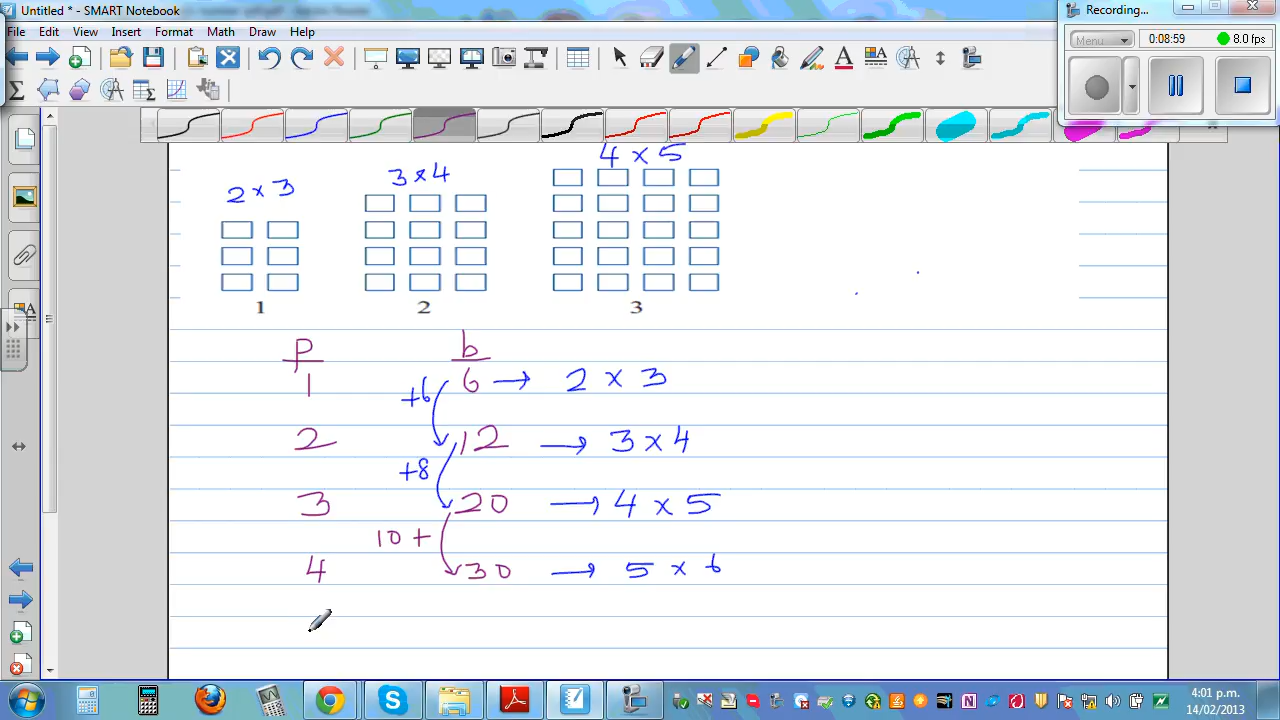 Untitled * - SMART Notebook
Recording...
File Edit View Insert Format Math Draw Help
Menu
0:08:59
8.0 fps
2 x 3
3 x 4
4 x 5
1
2
3
p b
1 6 → 2 x 3
+6
2 12 → 3 x 4
+8
3 20 → 4 x 5
10 +
4 30 → 5 x 6
4:01 p.m.
14/02/2013